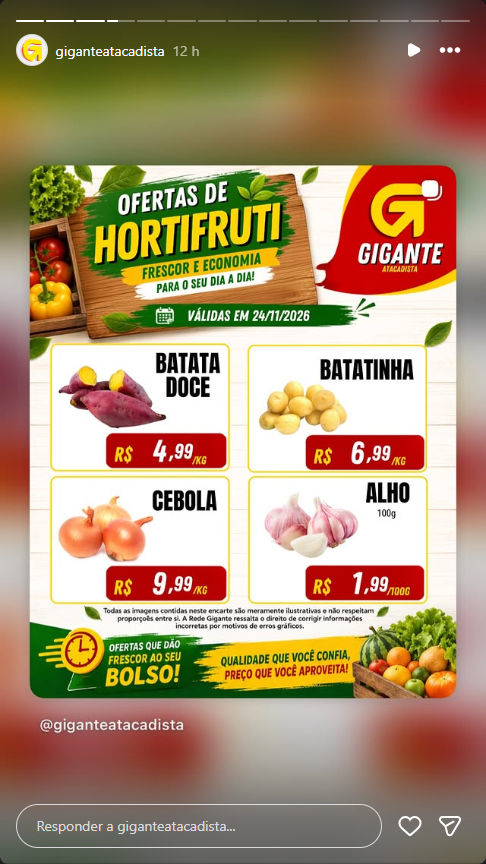 giganteatacadista 12 h
OFERTAS DE
HORTIFRUTI
FRESCOR E ECONOMIA
PARA O SEU DIA A DIA!
GIGANTE
ATACADISTA
VÁLIDAS EM 24/11/2026
BATATA
DOCE
R$ 4,99/KG
BATATINHA
R$ 6,99/KG
CEBOLA
R$ 9,99/KG
ALHO
100g
R$ 1,99/100G
Todas as imagens contidas neste encarte são meramente ilustrativas e não respeitam
proporções entre si. A Rede Gigante ressalta o direito de corrigir informações
incorretas por motivos de erros gráficos.
OFERTAS QUE DÃO
FRESCOR AO SEU
BOLSO!
QUALIDADE QUE VOCÊ CONFIA,
PREÇO QUE VOCÊ APROVEITA!
@giganteatacadista
Responder a giganteatacadista...